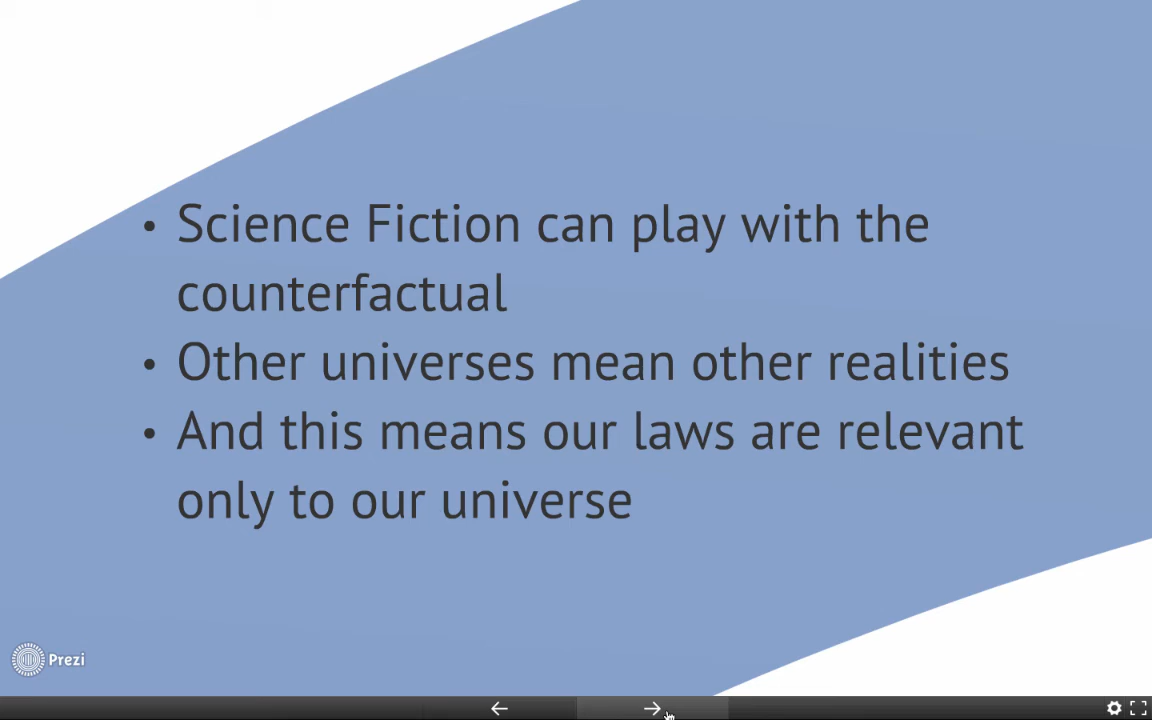 • Science Fiction can play with the
counterfactual
• Other universes mean other realities
• And this means our laws are relevant
only to our universe
Prezi